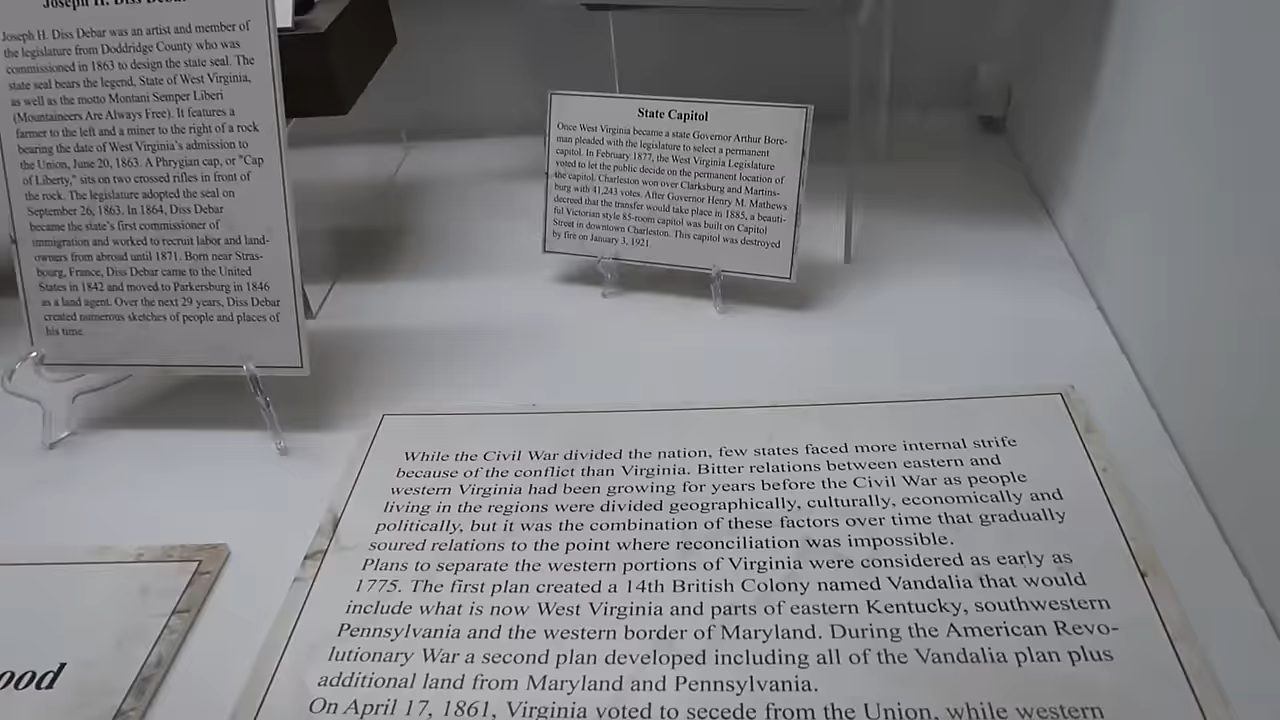 Joseph H. Diss Debar
Joseph H. Diss Debar was an artist and member of
the legislature from Doddridge County who was
commissioned in 1863 to design the state seal. The
state seal bears the legend, State of West Virginia,
as well as the motto Montani Semper Liberi
(Mountaineers Are Always Free). It features a
farmer to the left and a miner to the right of a rock
bearing the date of West Virginia's admission to
the Union, June 20, 1863. A Phrygian cap, or "Cap
of Liberty," sits on two crossed rifles in front of
the rock. The legislature adopted the seal on
September 26, 1863. In 1864, Diss Debar
became the state's first commissioner of
immigration and worked to recruit labor and land-
owners from abroad until 1871. Born near Stras-
bourg, France, Diss Debar came to the United
States in 1842 and moved to Parkersburg in 1846
as a land agent. Over the next 29 years, Diss Debar
created numerous sketches of people and places of
his time.
State Capitol
Once West Virginia became a state Governor Arthur Bore-
man pleaded with the legislature to select a permanent
capitol. In February 1877, the West Virginia Legislature
voted to let the public decide on the permanent location of
the capitol. Charleston won over Clarksburg and Martins-
burg with 41,243 votes. After Governor Henry M. Mathews
decreed that the transfer would take place in 1885, a beauti-
ful Victorian style 85-room capitol was built on Capitol
Street in downtown Charleston. This capitol was destroyed
by fire on January 3, 1921.
While the Civil War divided the nation, few states faced more internal strife
because of the conflict than Virginia. Bitter relations between eastern and
western Virginia had been growing for years before the Civil War as people
living in the regions were divided geographically, culturally, economically and
politically, but it was the combination of these factors over time that gradually
soured relations to the point where reconciliation was impossible.
Plans to separate the western portions of Virginia were considered as early as
1775. The first plan created a 14th British Colony named Vandalia that would
include what is now West Virginia and parts of eastern Kentucky, southwestern
Pennsylvania and the western border of Maryland. During the American Revo-
lutionary War a second plan developed including all of the Vandalia plan plus
additional land from Maryland and Pennsylvania.
On April 17, 1861, Virginia voted to secede from the Union, while western
ood